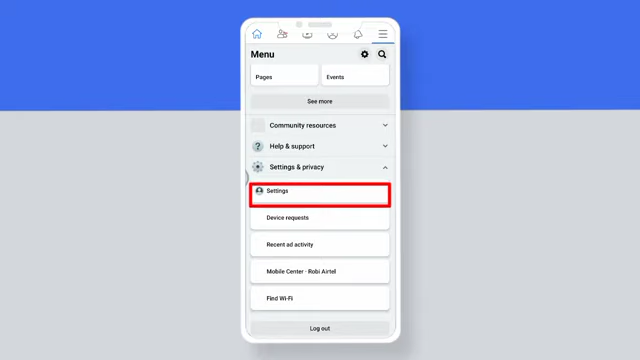 Menu
Pages
Events
See more
Community resources
Help & support
Settings & privacy
Settings
Device requests
Recent ad activity
Mobile Center · Robi Airtel
Find Wi-Fi
Log out